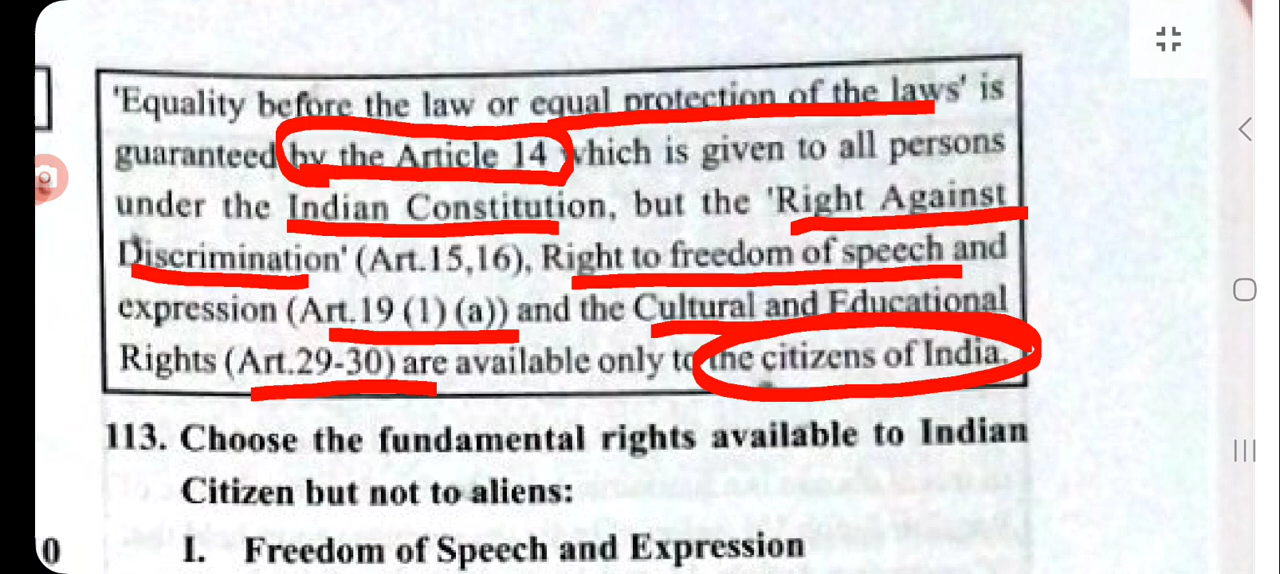 'Equality before the law or equal protection of the laws' is
guaranteed by the Article 14 which is given to all persons
under the Indian Constitution, but the 'Right Against
Discrimination' (Art.15,16), Right to freedom of speech and
expression (Art.19 (1) (a)) and the Cultural and Educational
Rights (Art.29-30) are available only to the citizens of India.
113. Choose the fundamental rights available to Indian
Citizen but not to aliens:
0
I. Freedom of Speech and Expression